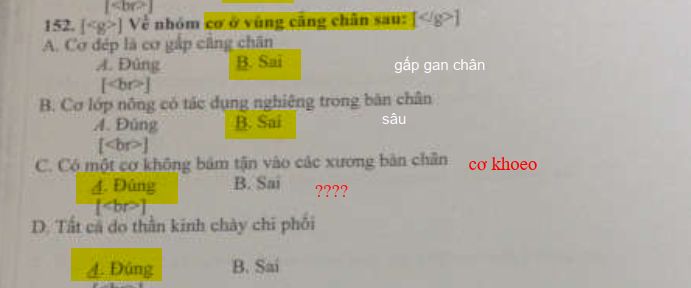 [<br>]
152. [<g>] Về nhóm cơ ở vùng cẳng chân sau: [</g>]
A. Cơ dép là cơ gấp cẳng chân
A. Đúng B. Sai gấp gan chân
[<br>]
B. Cơ lớp nông có tác dụng nghiêng trong bàn chân
A. Đúng B. Sai sâu
[<br>]
C. Có một cơ không bám tận vào các xương bàn chân cơ khoeo
A. Đúng B. Sai ????
[<br>]
D. Tất cả do thần kinh chày chi phối
A. Đúng B. Sai